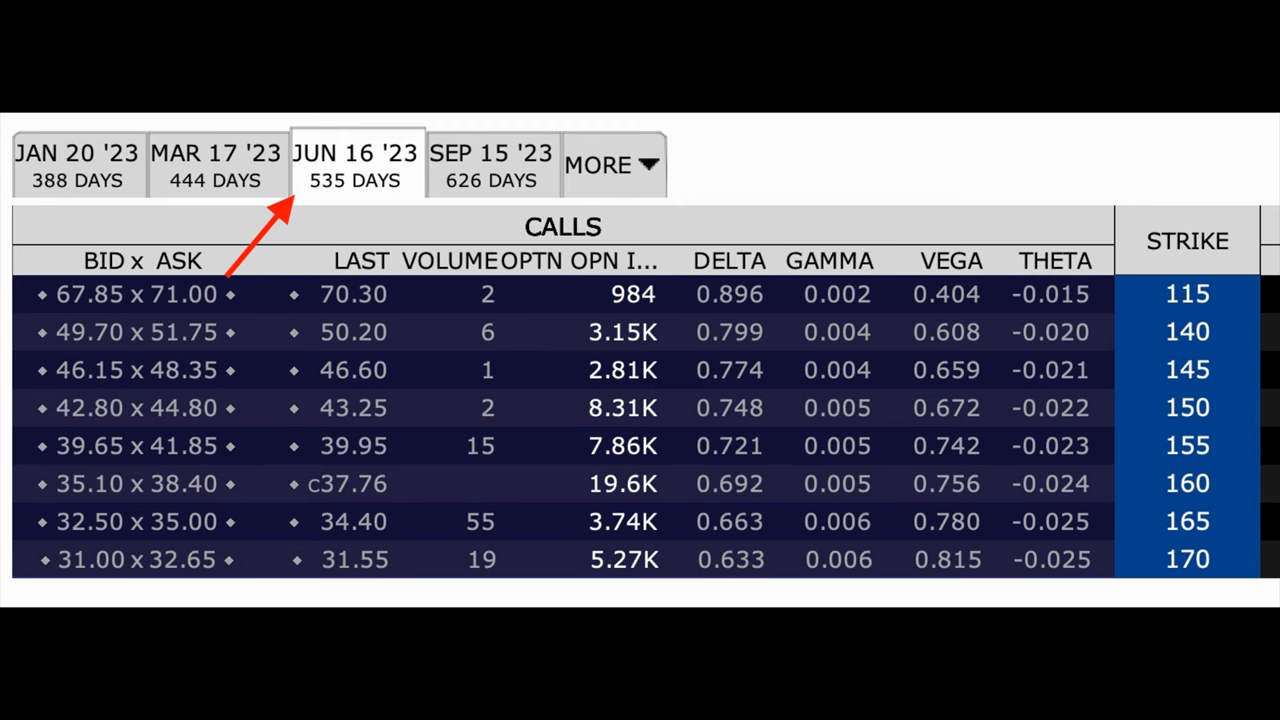 JAN 20 '23 MAR 17 '23 JUN 16 '23 SEP 15 '23 MORE
388 DAYS 444 DAYS 535 DAYS 626 DAYS
CALLS STRIKE
BID x ASK LAST VOLUME OPTN OPN I... DELTA GAMMA VEGA THETA
67.85 x 71.00 70.30 2 984 0.896 0.002 0.404 -0.015 115
49.70 x 51.75 50.20 6 3.15K 0.799 0.004 0.608 -0.020 140
46.15 x 48.35 46.60 1 2.81K 0.774 0.004 0.659 -0.021 145
42.80 x 44.80 43.25 2 8.31K 0.748 0.005 0.672 -0.022 150
39.65 x 41.85 39.95 15 7.86K 0.721 0.005 0.742 -0.023 155
35.10 x 38.40 c37.76 19.6K 0.692 0.005 0.756 -0.024 160
32.50 x 35.00 34.40 55 3.74K 0.663 0.006 0.780 -0.025 165
31.00 x 32.65 31.55 19 5.27K 0.633 0.006 0.815 -0.025 170